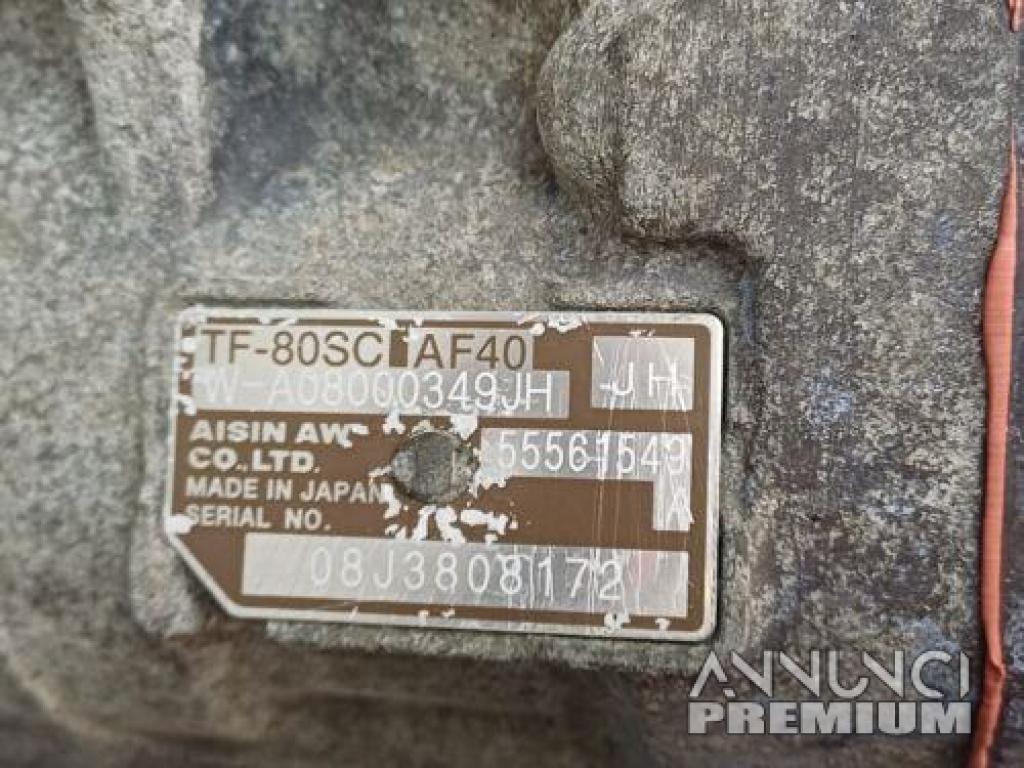 TF-80SC AF40
W-A08000349JH JH
AISIN AW
CO.,LTD. 55561549
MADE IN JAPAN A
SERIAL NO.
08J3808172
ANNUNCI
PREMIUM